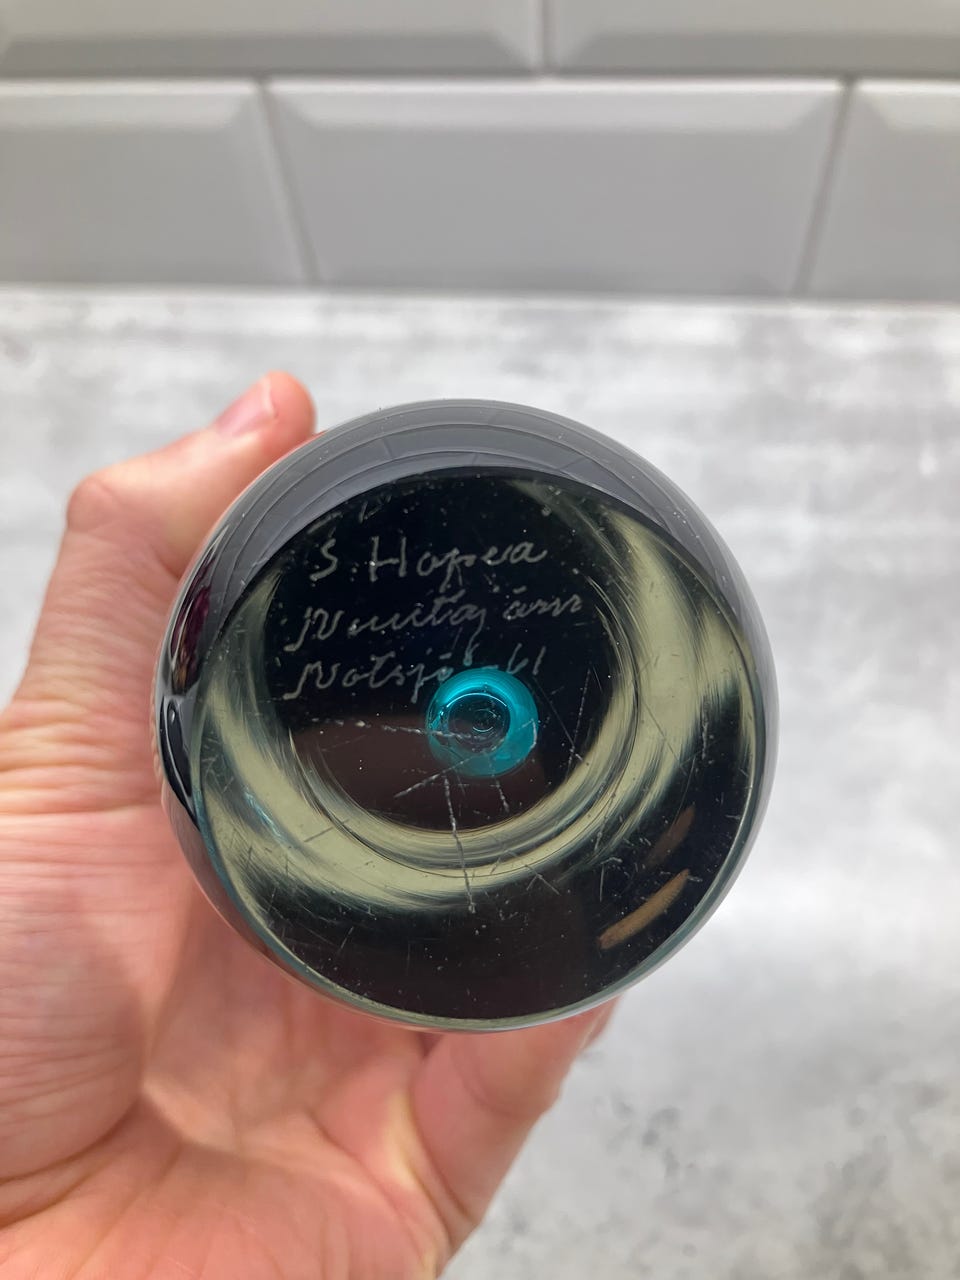 S. Hopea
Nuutajärvi
Notsjö -61